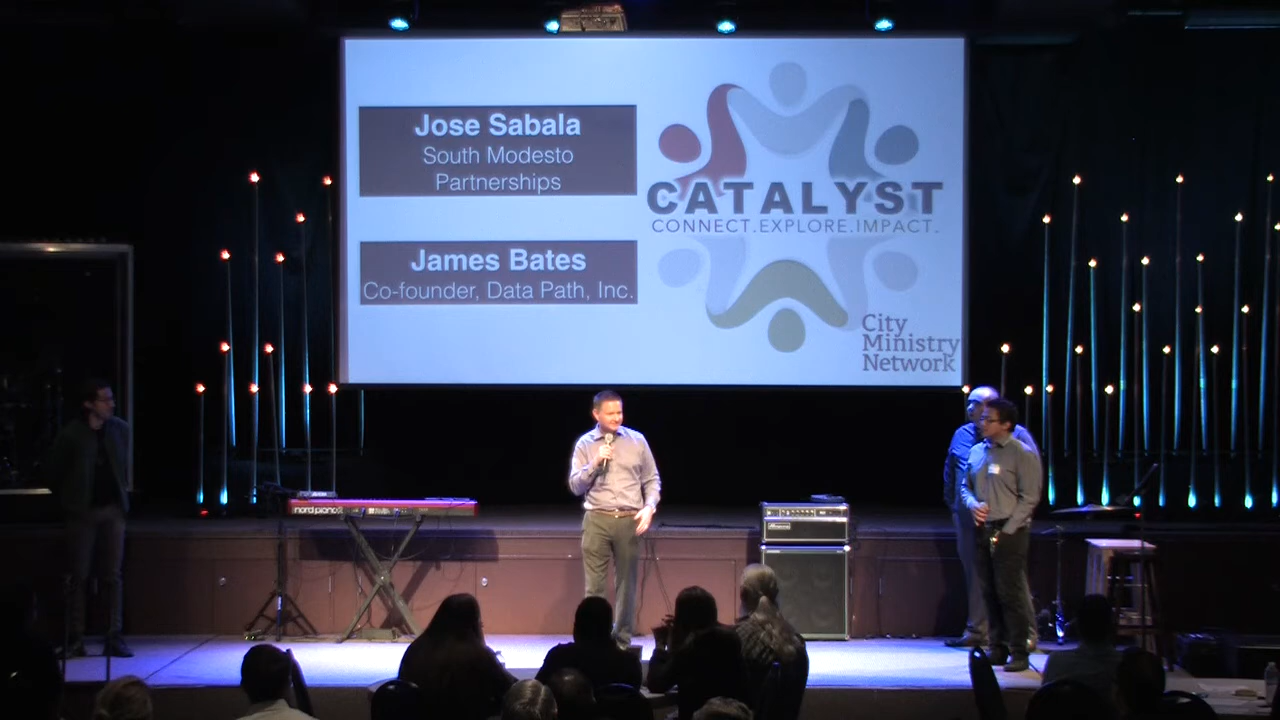 Jose Sabala
South Modesto
Partnerships
CATALYST
CONNECT.EXPLORE.IMPACT.
James Bates
Co-founder, Data Path, Inc.
City
Ministry
Network
nord piano